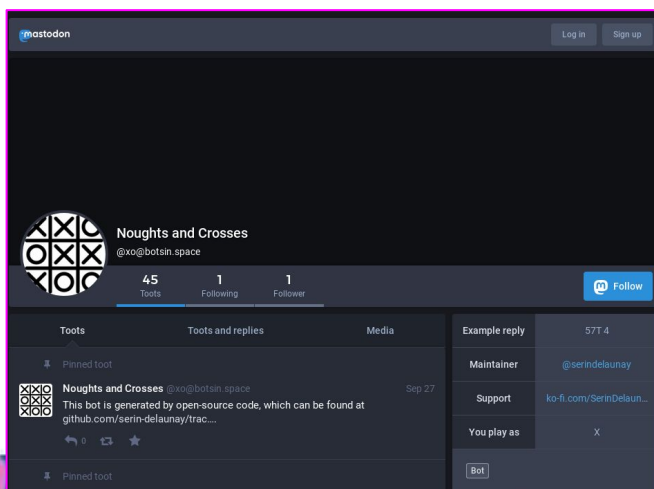 mastodon
Log in Sign up
Noughts and Crosses
@xo@botsin.space
45 1 1
Toots Following Follower
Follow
Toots Toots and replies Media
Pinned toot
Noughts and Crosses @xo@botsin.space Sep 27
This bot is generated by open-source code, which can be found at
github.com/serin-delaunay/trac....
0
Pinned toot
Example reply 57T 4
Maintainer @serindelaunay
Support ko-fi.com/SerinDelaun...
You play as X
Bot